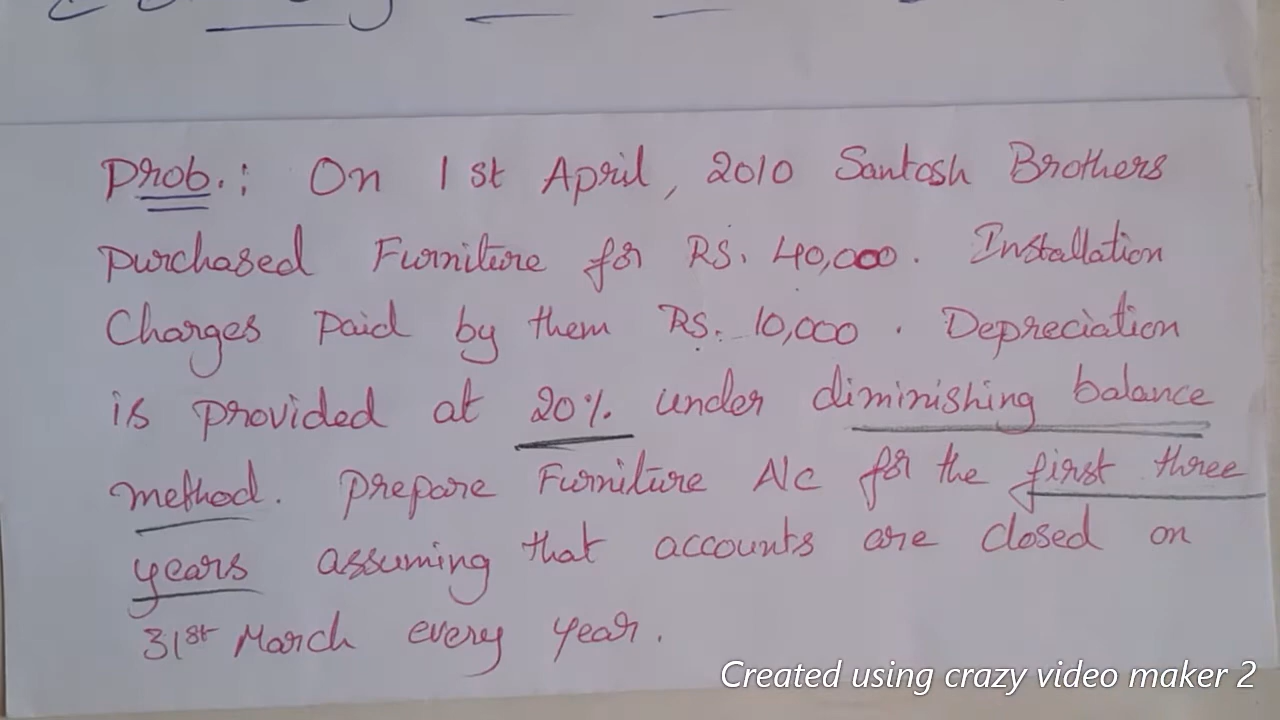 Prob.: On 1st April, 2010 Santosh Brothers
purchased Furniture for RS. 40,000. Installation
Charges paid by them RS. 10,000. Depreciation
is provided at 20% under diminishing balance
method. prepare Furniture A/c for the first three
years assuming that accounts are closed on
31st March every year.
Created using crazy video maker 2